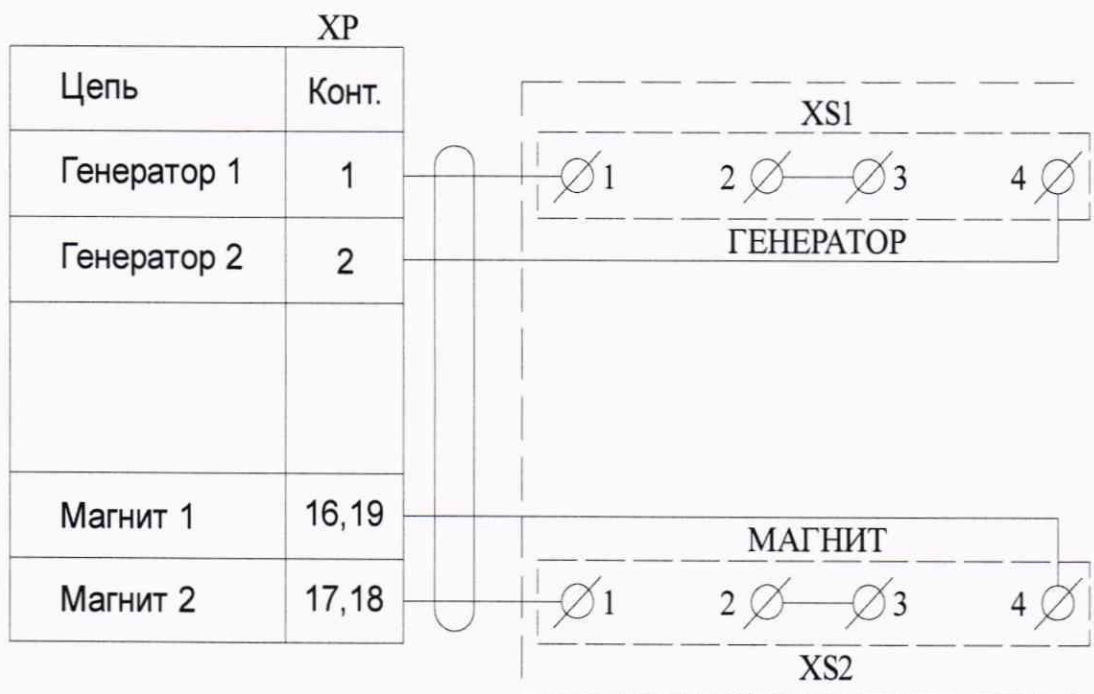 XP
Цепь Конт.
XS1
Генератор 1 1
1 2 3 4
ГЕНЕРАТОР
Генератор 2 2
Магнит 1 16,19
МАГНИТ
Магнит 2 17,18
1 2 3 4
XS2